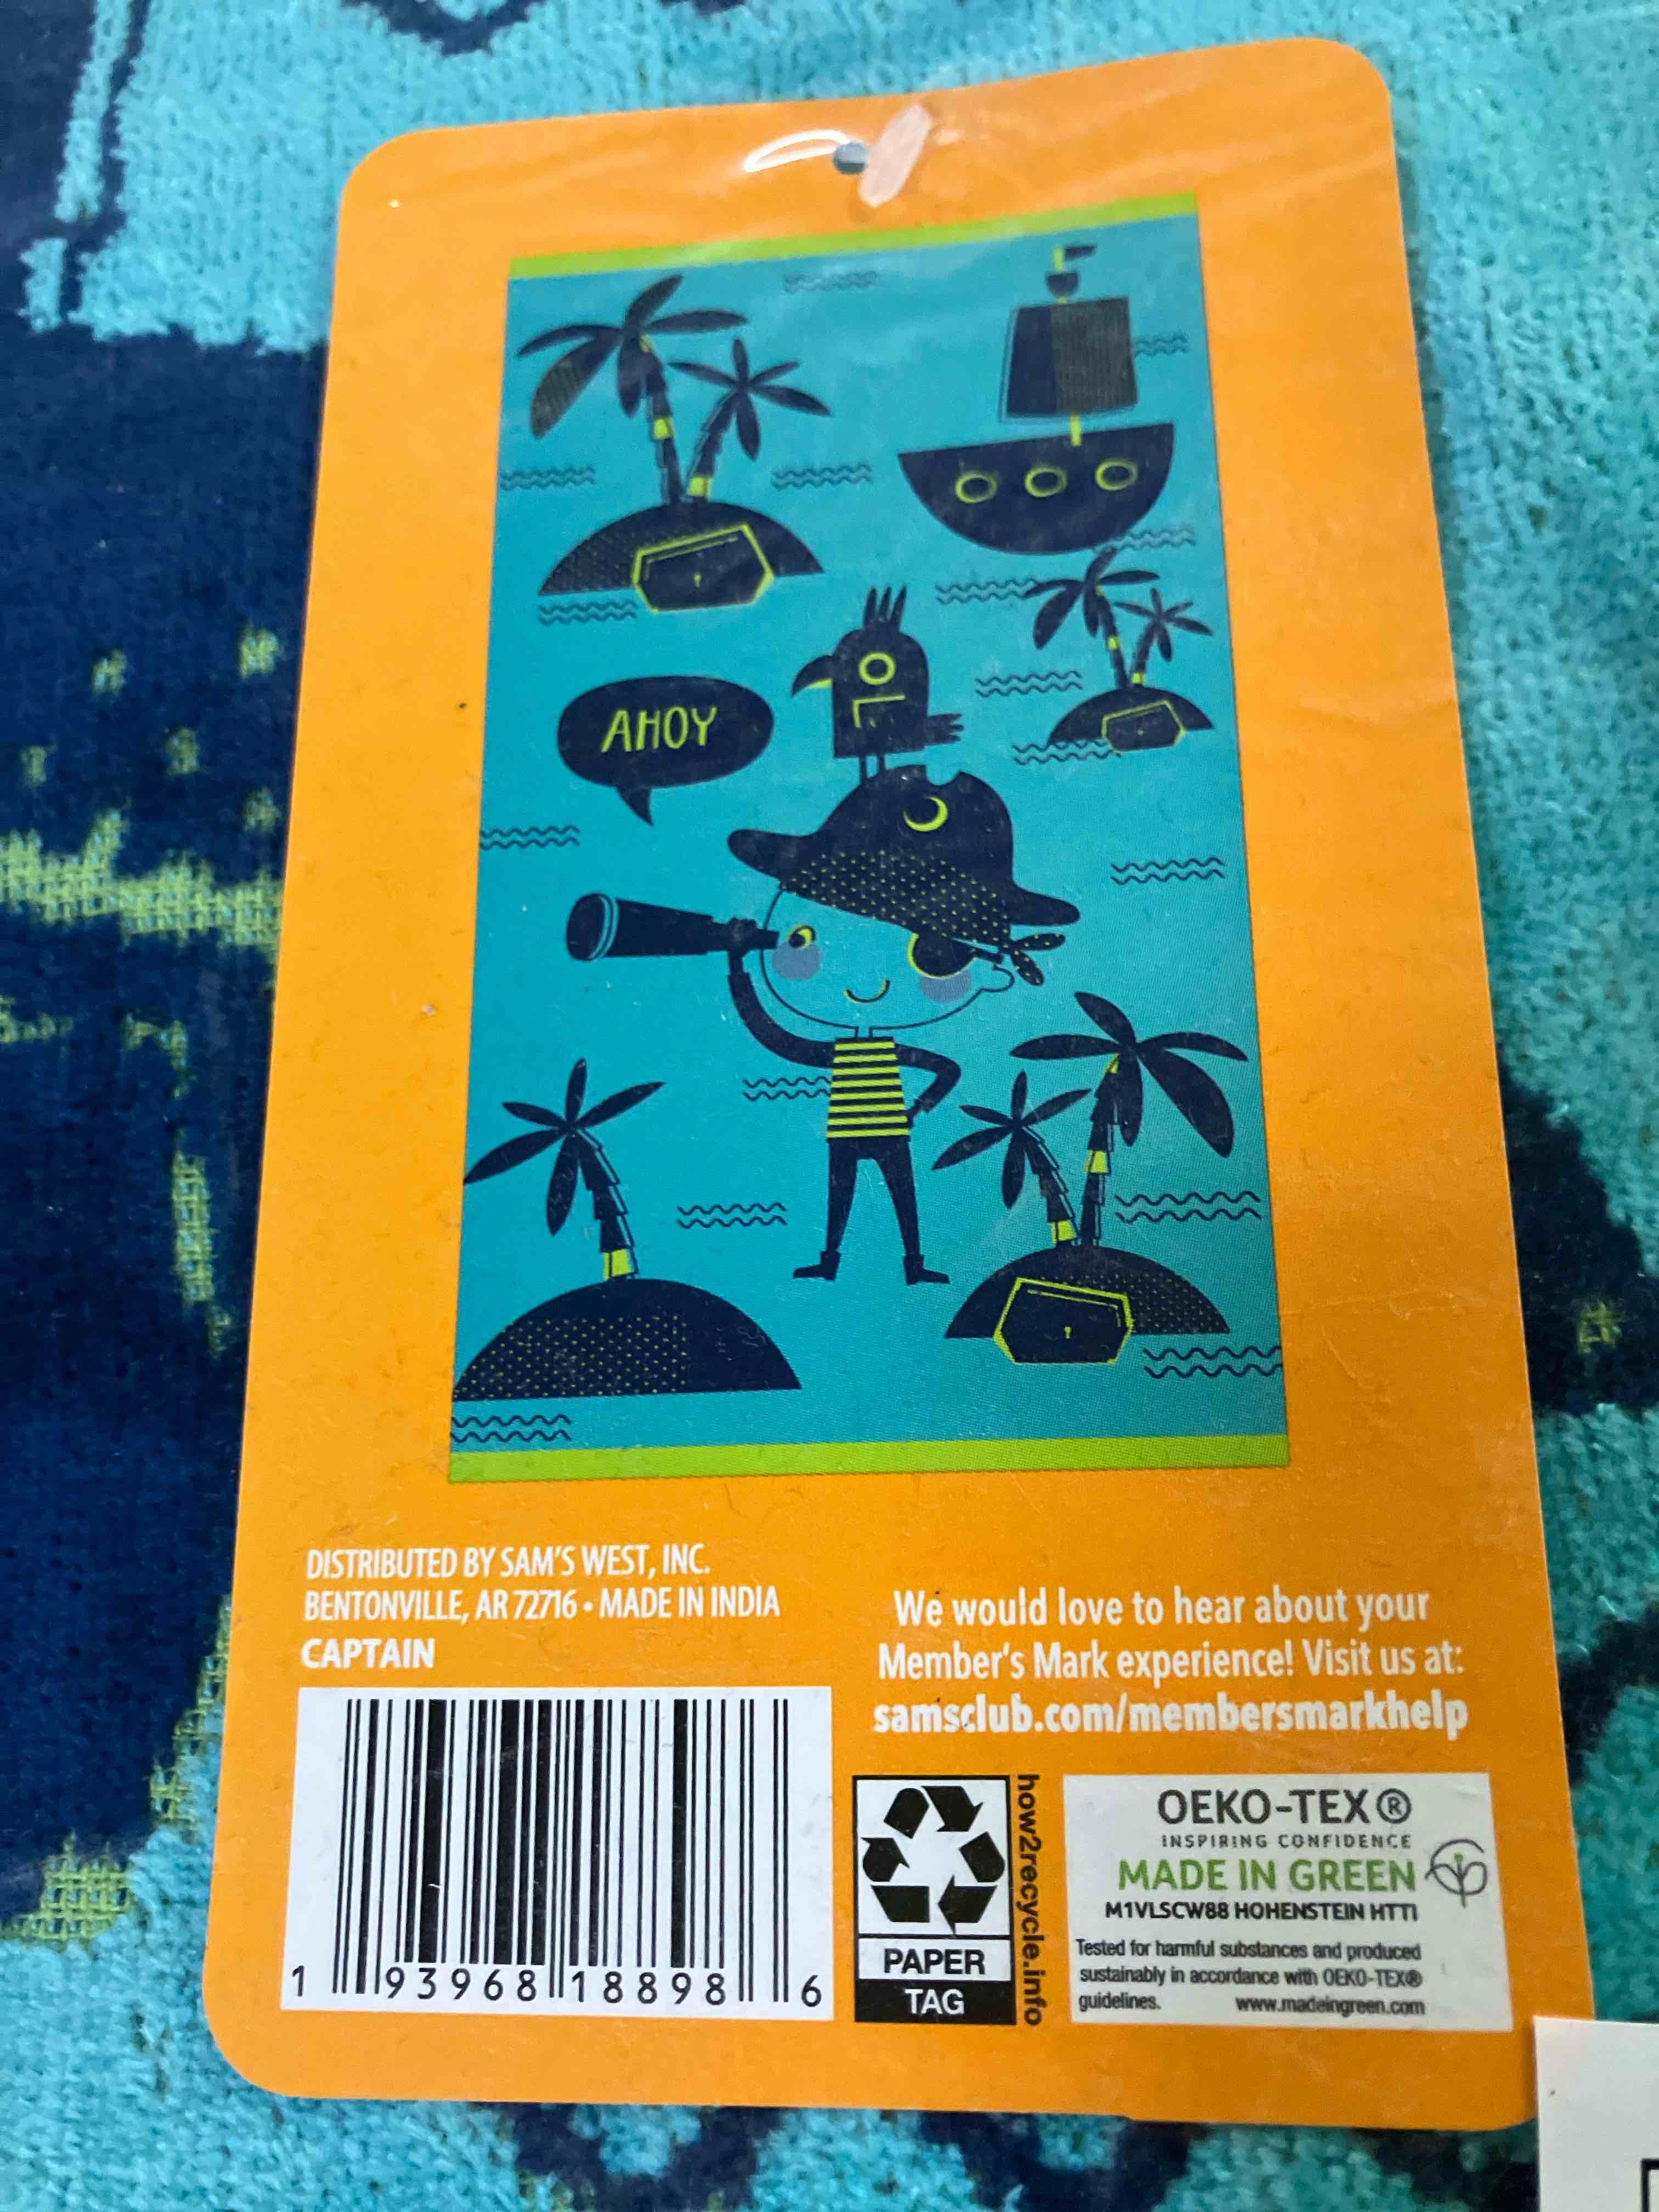 AHOY
DISTRIBUTED BY SAM'S WEST, INC.
BENTONVILLE, AR 72716 • MADE IN INDIA
CAPTAIN
1 93968 18898 6
We would love to hear about your
Member's Mark experience! Visit us at:
samsclub.com/membersmarkhelp
PAPER
TAG
how2recycle.info
OEKO-TEX®
INSPIRING CONFIDENCE
MADE IN GREEN
M1VLSCW88 HOHENSTEIN HTTI
Tested for harmful substances and produced
sustainably in accordance with OEKO-TEX®
guidelines. www.madeingreen.com